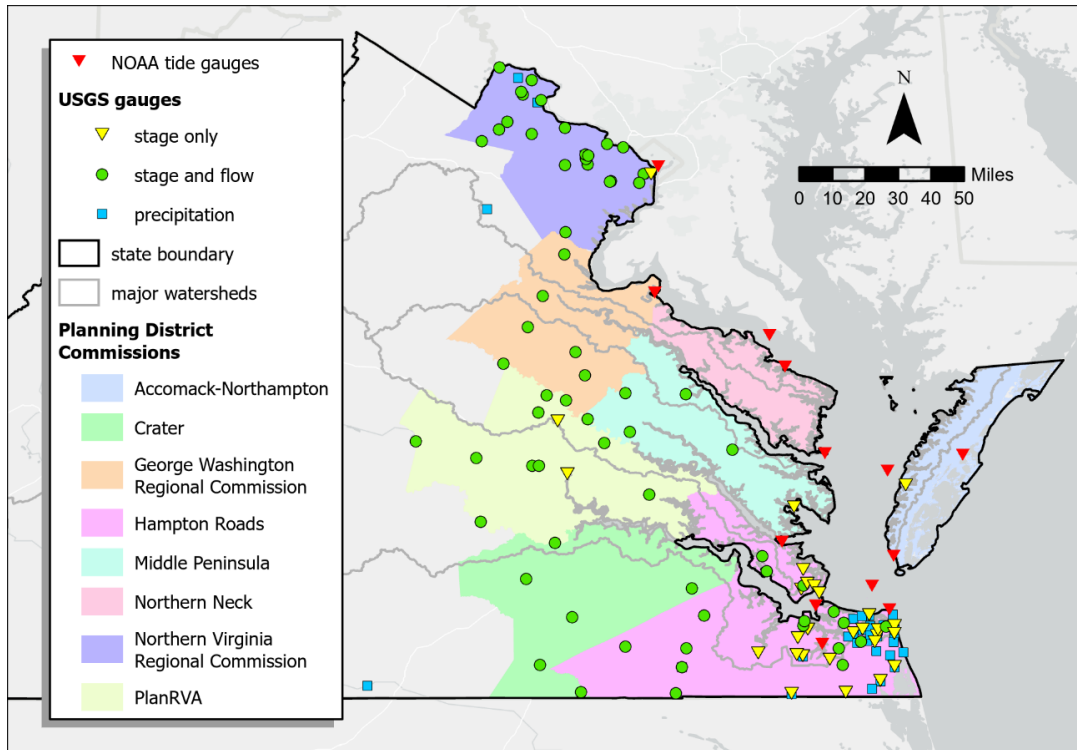 NOAA tide gauges
USGS gauges
stage only
stage and flow
precipitation
state boundary
major watersheds
Planning District
Commissions
Accomack-Northampton
Crater
George Washington
Regional Commission
Hampton Roads
Middle Peninsula
Northern Neck
Northern Virginia
Regional Commission
PlanRVA
N
Miles
0 10 20 30 40 50